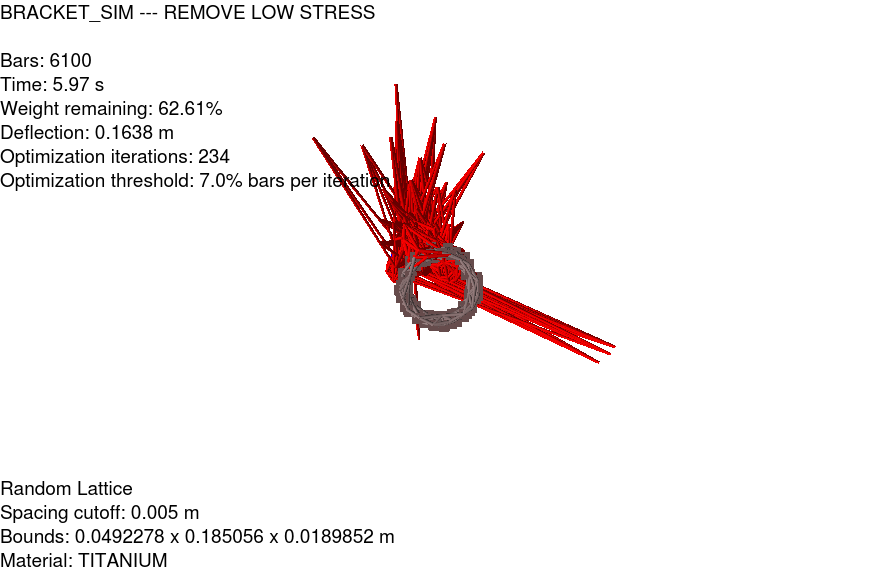 BRACKET_SIM --- REMOVE LOW STRESS
Bars: 6100
Time: 5.97 s
Weight remaining: 62.61%
Deflection: 0.1638 m
Optimization iterations: 234
Optimization threshold: 7.0% bars per iteration
Random Lattice
Spacing cutoff: 0.005 m
Bounds: 0.0492278 x 0.185056 x 0.0189852 m
Material: TITANIUM